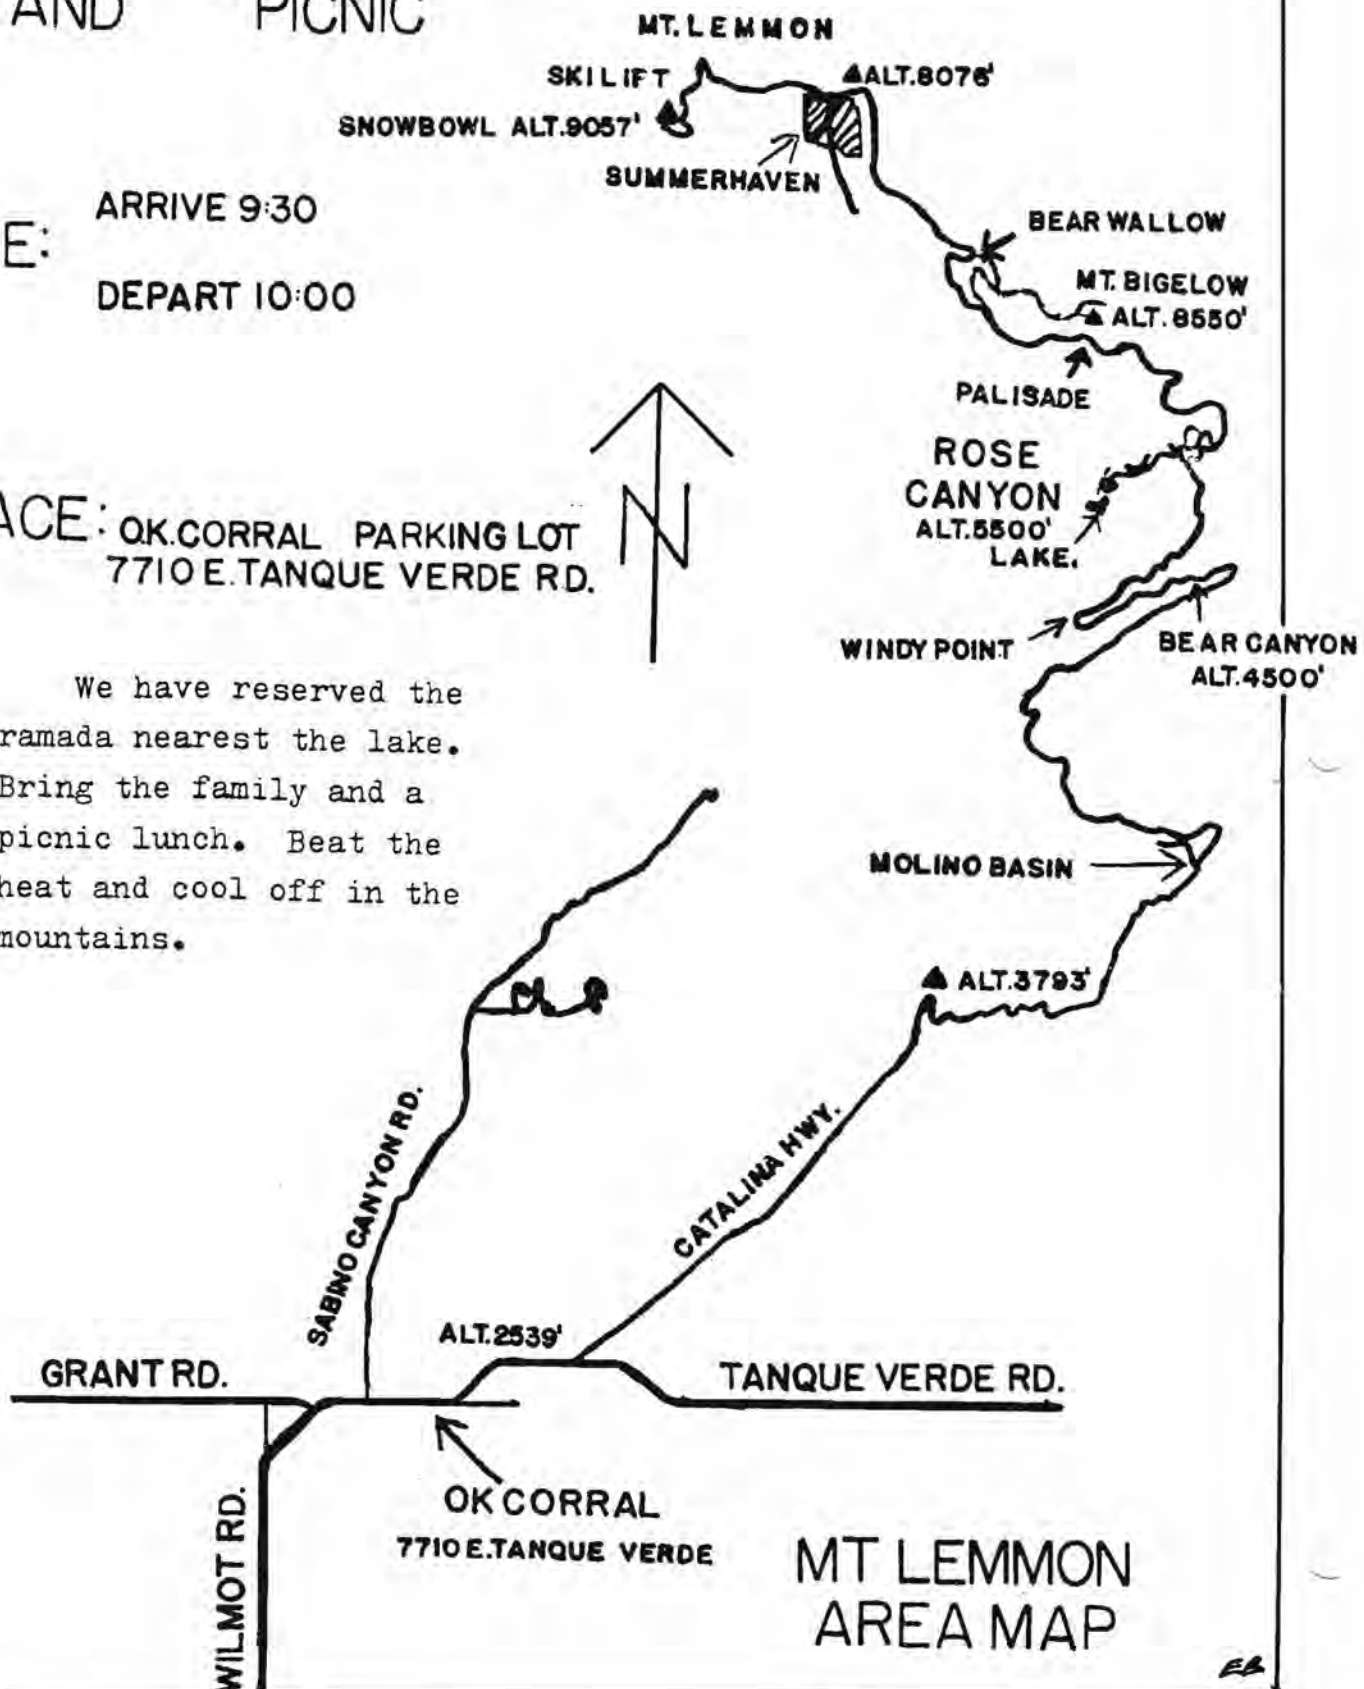 AND PICNIC
MT. LEMMON
SKI LIFT
ALT. 8076'
SNOWBOWL ALT. 9057'
SUMMERHAVEN
ARRIVE 9:30
E:
DEPART 10:00
BEAR WALLOW
MT. BIGELOW
ALT. 8550'
PALISADE
ROSE
CANYON
ALT. 5500'
LAKE.
N
ACE: O.K. CORRAL PARKING LOT
7710 E. TANQUE VERDE RD.
WINDY POINT
BEAR CANYON
ALT. 4500'
We have reserved the
ramada nearest the lake.
Bring the family and a
picnic lunch. Beat the
heat and cool off in the
mountains.
MOLINO BASIN
ALT. 3793'
SABINO CANYON RD.
CATALINA HWY.
ALT. 2539'
GRANT RD.
TANQUE VERDE RD.
OK CORRAL
7710 E. TANQUE VERDE
WILMOT RD.
MT LEMMON
AREA MAP
EB